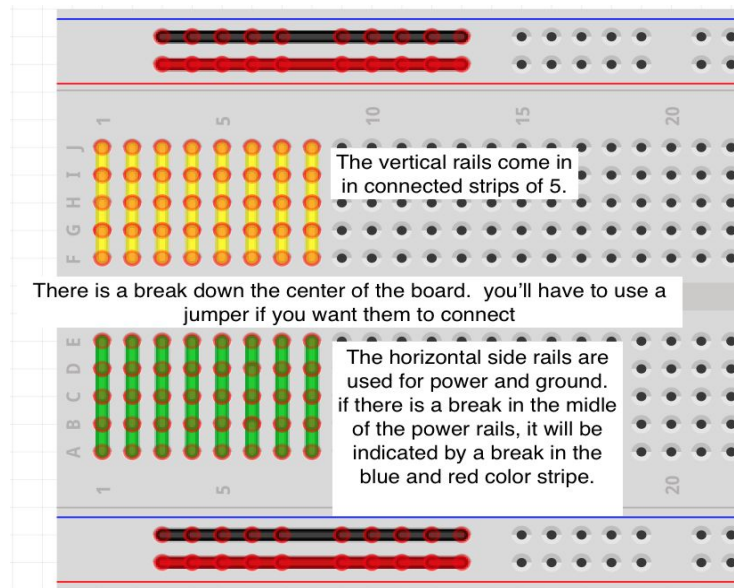 1 5 10 15 20
J
The vertical rails come in
in connected strips of 5.
I
H
G
F
There is a break down the center of the board.  you'll have to use a
jumper if you want them to connect
E
The horizontal side rails are
used for power and ground.
if there is a break in the midle
of the power rails, it will be
indicated by a break in the
blue and red color stripe.
D
C
B
A
1 5 20